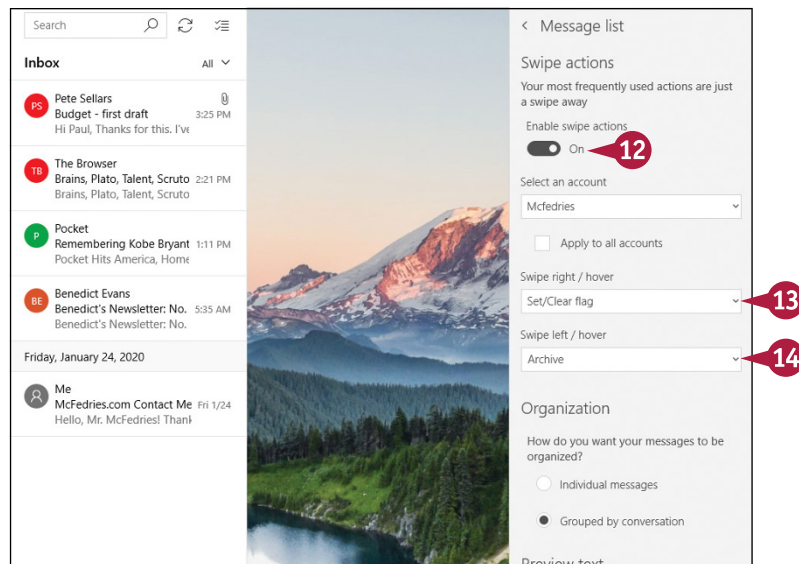 Search
Inbox
All
PS
Pete Sellars
Budget - first draft 3:25 PM
Hi Paul, Thanks for this. I've
TB
The Browser
Brains, Plato, Talent, Scruto 2:21 PM
Brains, Plato, Talent, Scruto
P
Pocket
Remembering Kobe Bryant 1:11 PM
Pocket Hits America, Home
BE
Benedict Evans
Benedict's Newsletter: No. 5:35 AM
Benedict's Newsletter: No.
Friday, January 24, 2020
Me
McFedries.com Contact Me Fri 1/24
Hello, Mr. McFedries! Thank
< Message list
Swipe actions
Your most frequently used actions are just
a swipe away
Enable swipe actions
On
12
Select an account
Mcfedries
Apply to all accounts
Swipe right / hover
Set/Clear flag
13
Swipe left / hover
Archive
14
Organization
How do you want your messages to be
organized?
Individual messages
Grouped by conversation
Preview text